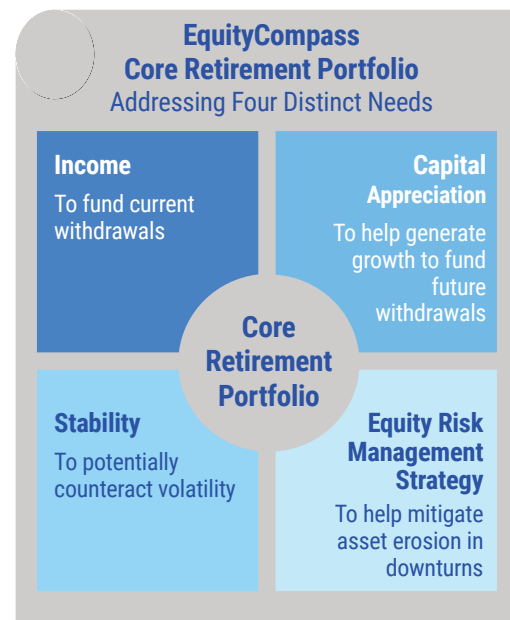 EquityCompass
Core Retirement Portfolio
Addressing Four Distinct Needs
Income
To fund current
withdrawals
Capital
Appreciation
To help generate
growth to fund
future
withdrawals
Core
Retirement
Portfolio
Stability
To potentially
counteract volatility
Equity Risk
Management
Strategy
To help mitigate
asset erosion in
downturns